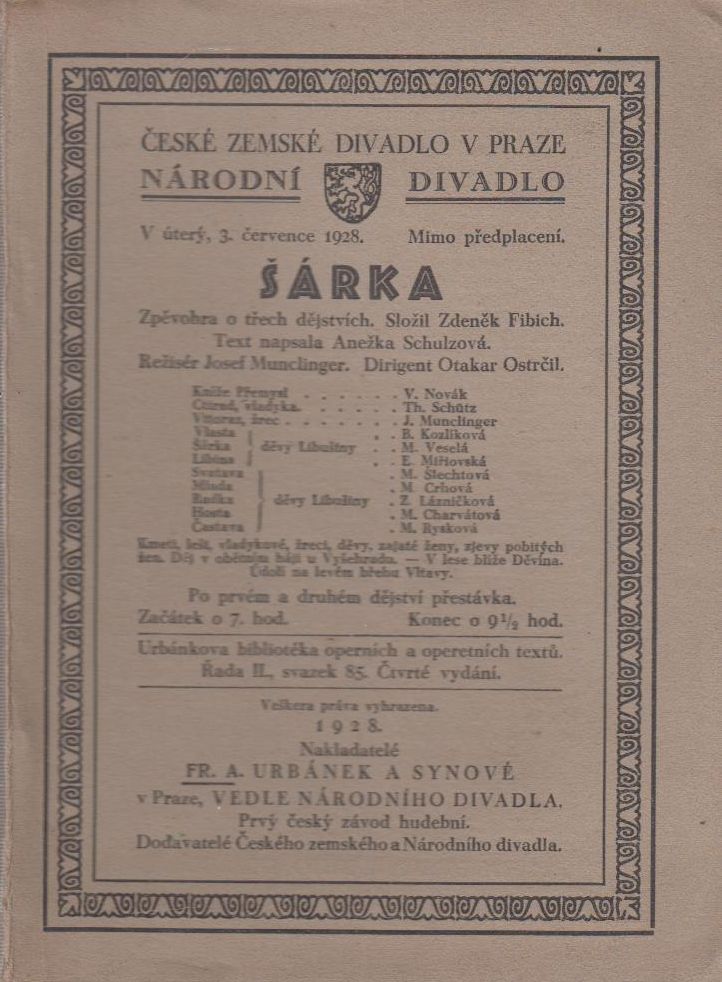 ČESKÉ ZEMSKÉ DIVADLO V PRAZE
NÁRODNÍ DIVADLO
V úterý, 3. července 1928. Mimo předplacení.
ŠÁRKA
Zpěvohra o třech dějstvích. Složil Zdeněk Fibich.
Text napsala Anežka Schulzová.
Režisér Josef Munclinger. Dirigent Otakar Ostrčil.
Kníže Přemysl . . . . . . . V. Novák
Ctirad, vladyka . . . . . . Th. Schütz
Vitoraz, žrec . . . . . . . J. Munclinger
Vlasta . . B. Kozlíková
Šárka děvy Libušiny . . M. Veselá
Libina . . E. Miřiovská
Svatava . M. Šlechtová
Mlada . M. Crhová
Radka děvy Libušiny . Z. Lázničková
Hosta . M. Charvátová
Častava . M. Rysková
Kmeti, leši, vladykové, žreci, děvy, zajaté ženy, zjevy pobitých
žen. Děj v obětním háji u Vyšehradu. — V lese blíže Děvína.
Údolí na levém břehu Vltavy.
Po prvém a druhém dějství přestávka.
Začátek o 7. hod. Konec o 9 1/2 hod.
Urbánkova bibliotéka operních a operetních textů.
Řada II., svazek 85. Čtvrté vydání.
Veškera práva vyhrazena.
1928.
Nakladatelé
FR. A. URBÁNEK A SYNOVÉ
v Praze, VEDLE NÁRODNÍHO DIVADLA.
Prvý český závod hudební.
Dodavatelé Českého zemského a Národního divadla.